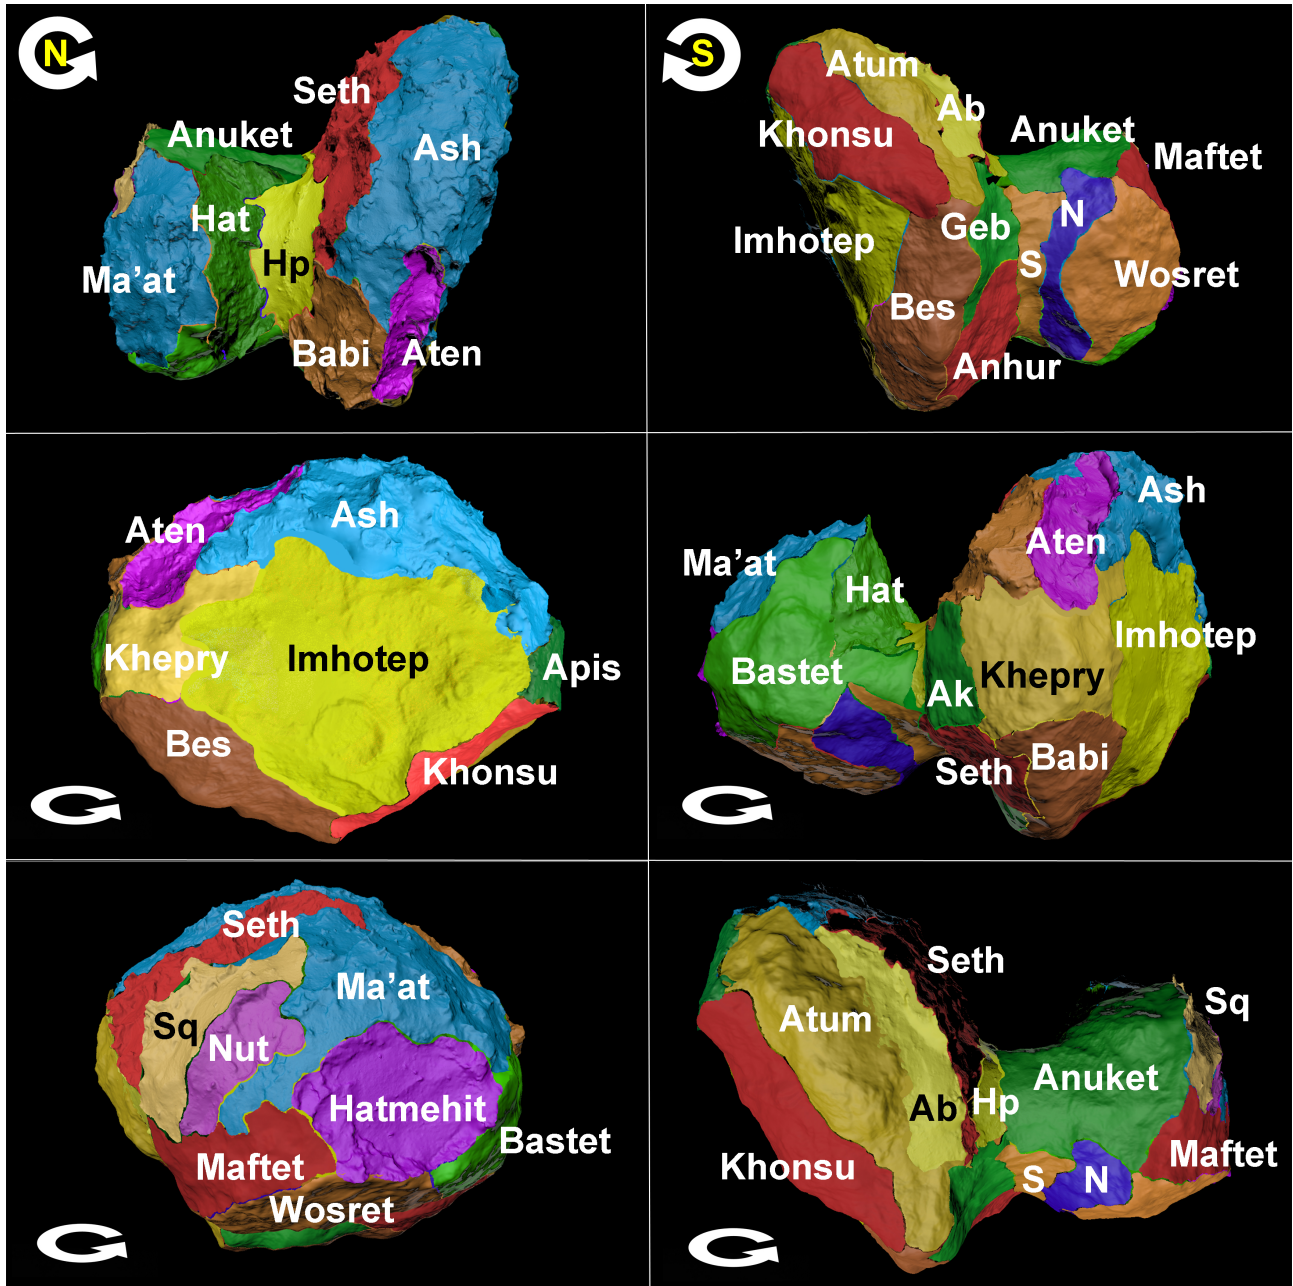 N
Seth
Anuket
Ash
Hat
Hp
Ma’at
Babi
Aten
S
Atum
Ab
Khonsu
Anuket
Maftet
N
Geb
Imhotep
S
Wosret
Bes
Anhur
Aten
Ash
Khepry
Imhotep
Apis
Bes
Khonsu
Ash
Aten
Ma’at
Hat
Imhotep
Bastet
Khepry
Ak
Seth
Babi
Seth
Ma’at
Sq
Nut
Hatmehit
Bastet
Maftet
Wosret
Seth
Sq
Atum
Anuket
Ab
Hp
Khonsu
S
N
Maftet